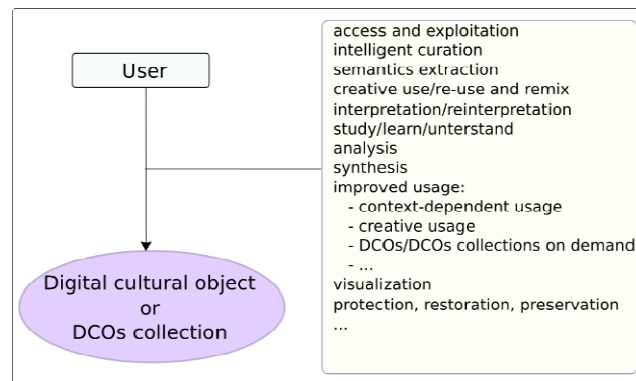 User
Digital cultural object
or
DCOs collection
access and exploitation
intelligent curation
semantics extraction
creative use/re-use and remix
interpretation/reinterpretation
study/learn/unterstand
analysis
synthesis
improved usage:
- context-dependent usage
- creative usage
- DCOs/DCOs collections on demand
- ...
visualization
protection, restoration, preservation
...